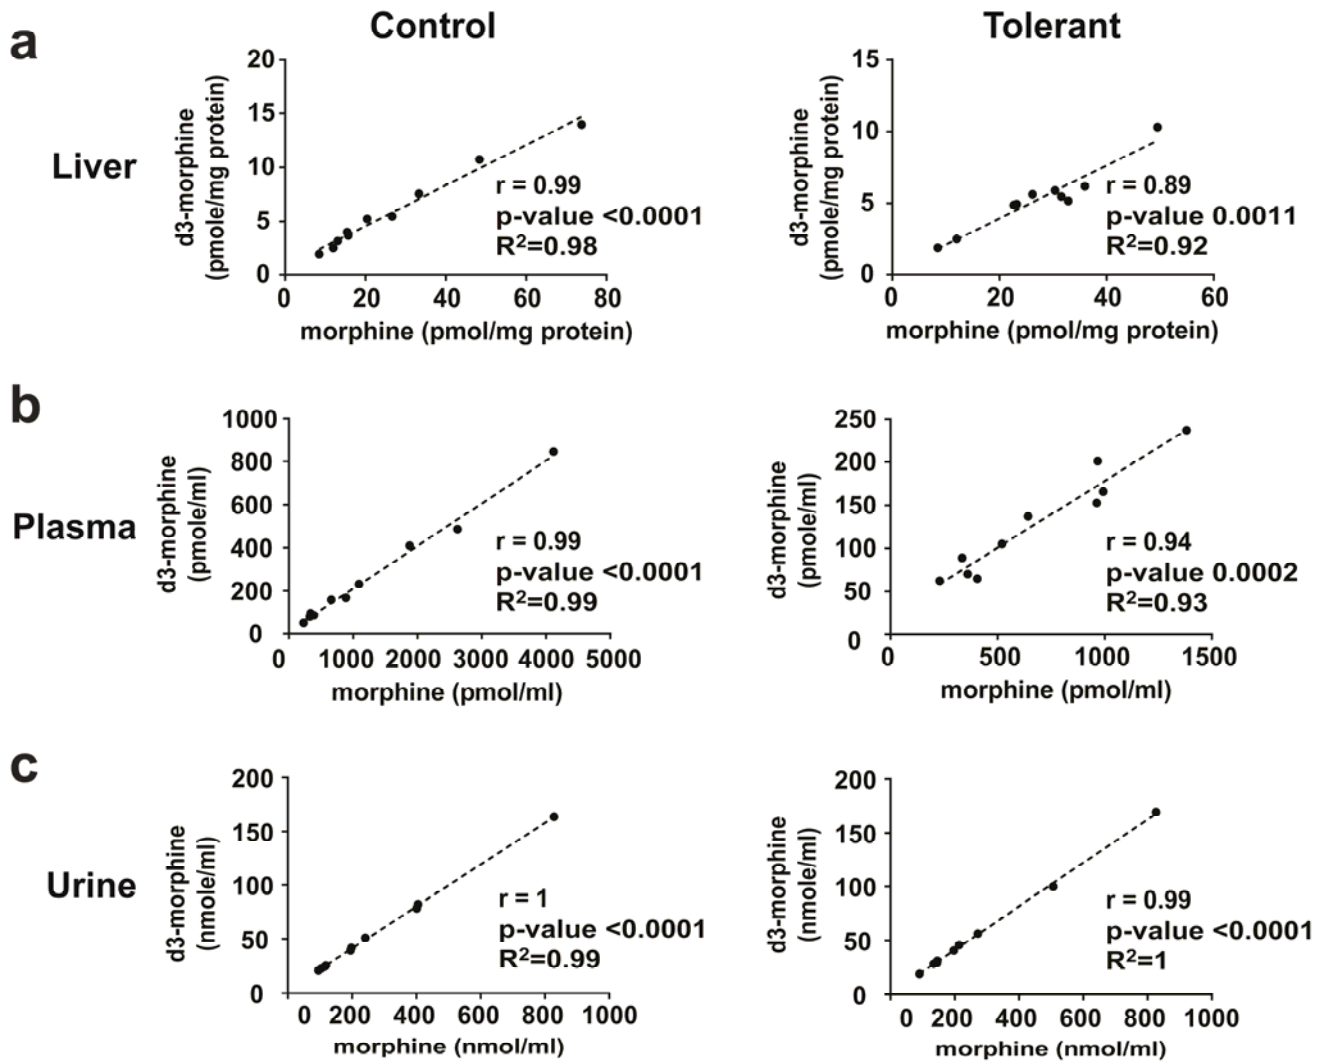 Control
Tolerant
a
Liver
d3-morphine
(pmole/mg protein)
20
15
10
5
0
0 20 40 60 80
morphine (pmol/mg protein)
r = 0.99
p-value <0.0001
R²=0.98
d3-morphine
(pmole/mg protein)
15
10
5
0
0 20 40 60
morphine (pmol/mg protein)
r = 0.89
p-value 0.0011
R²=0.92
b
Plasma
d3-morphine
(pmole/ml)
1000
800
600
400
200
0
0 1000 2000 3000 4000 5000
morphine (pmol/ml)
r = 0.99
p-value <0.0001
R²=0.99
d3-morphine
(pmole/ml)
250
200
150
100
50
0
0 500 1000 1500
morphine (pmol/ml)
r = 0.94
p-value 0.0002
R²=0.93
c
Urine
d3-morphine
(nmole/ml)
200
150
100
50
0
0 200 400 600 800 1000
morphine (nmol/ml)
r = 1
p-value <0.0001
R²=0.99
d3-morphine
(nmole/ml)
200
150
100
50
0
0 200 400 600 800 1000
morphine (nmol/ml)
r = 0.99
p-value <0.0001
R²=1